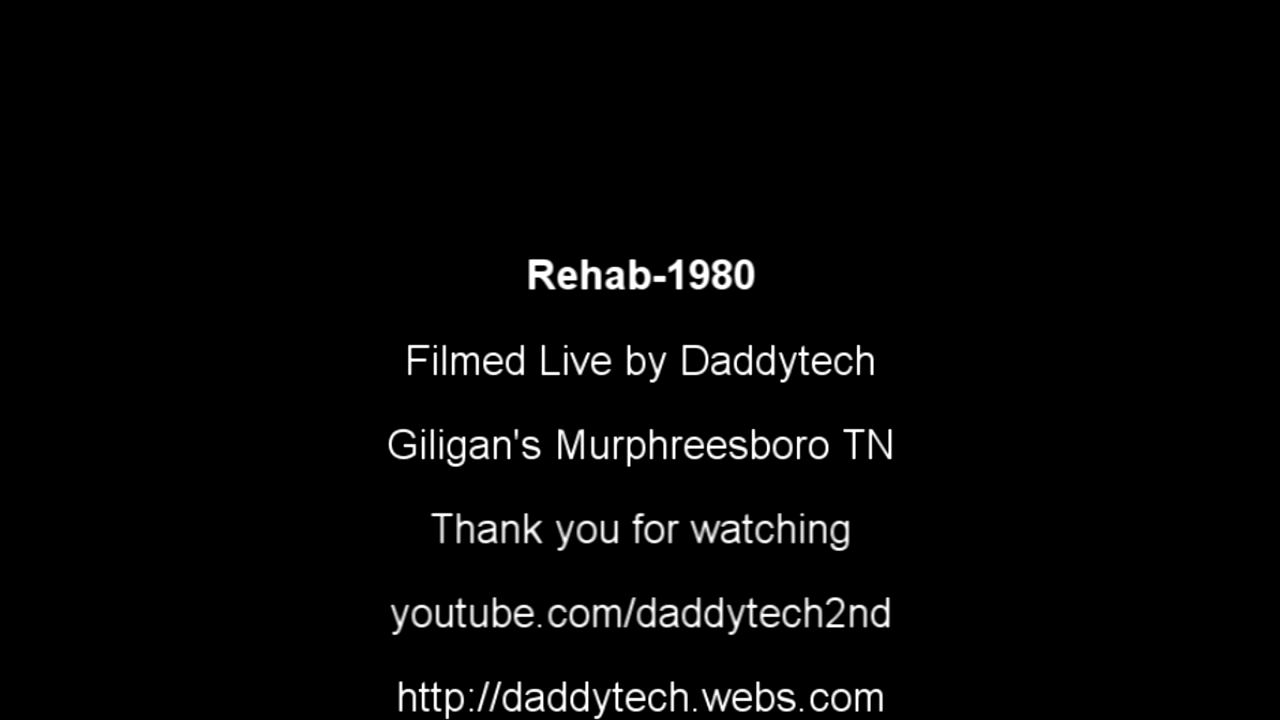 Rehab-1980
Filmed Live by Daddytech
Giligan's Murphreesboro TN
Thank you for watching
youtube.com/daddytech2nd
http://daddytech.webs.com